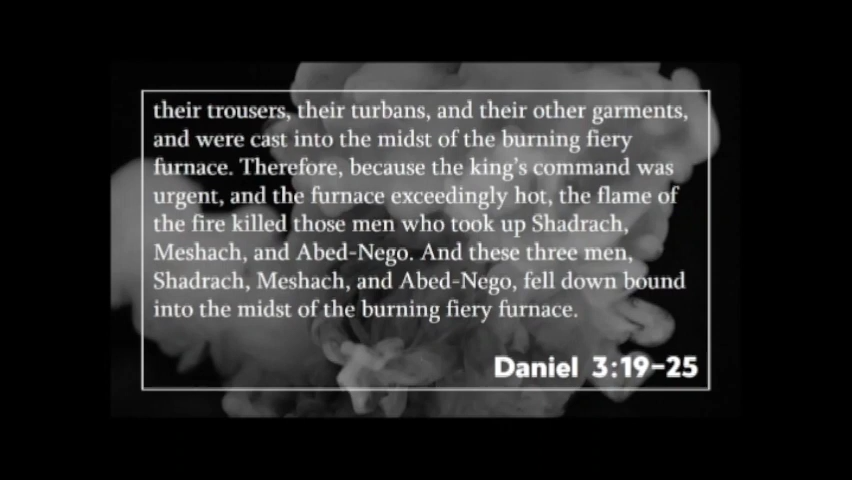 their trousers, their turbans, and their other garments,
and were cast into the midst of the burning fiery
furnace. Therefore, because the king's command was
urgent, and the furnace exceedingly hot, the flame of
the fire killed those men who took up Shadrach,
Meshach, and Abed-Nego. And these three men,
Shadrach, Meshach, and Abed-Nego, fell down bound
into the midst of the burning fiery furnace.
Daniel 3:19-25